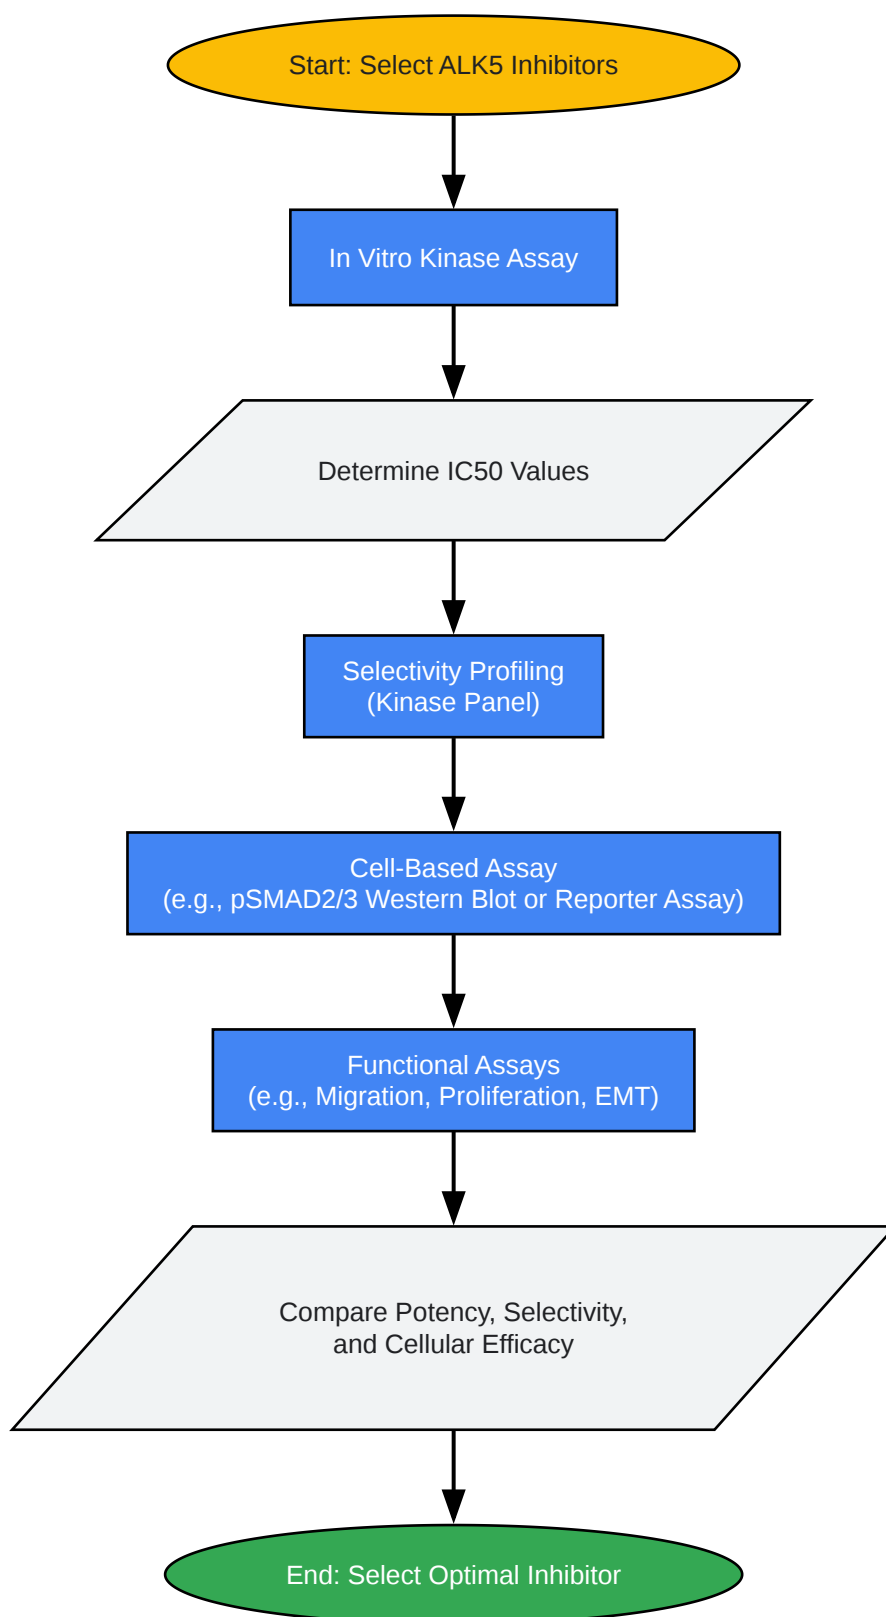 Start: Select ALK5 Inhibitors
In Vitro Kinase Assay
Determine IC50 Values
Selectivity Profiling
(Kinase Panel)
Cell-Based Assay
(e.g., pSMAD2/3 Western Blot or Reporter Assay)
Functional Assays
(e.g., Migration, Proliferation, EMT)
Compare Potency, Selectivity,
and Cellular Efficacy
End: Select Optimal Inhibitor